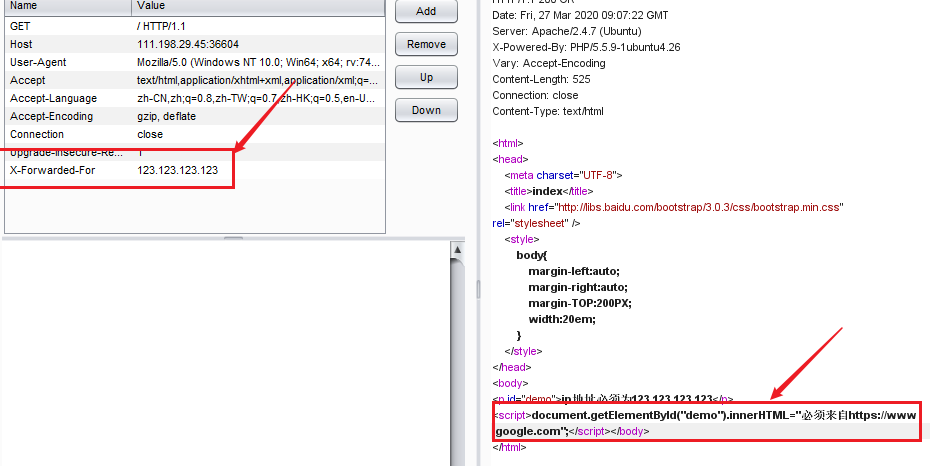 Name Value
GET / HTTP/1.1
Host 111.198.29.45:36604
User-Agent Mozilla/5.0 (Windows NT 10.0; Win64; x64; rv:74...
Accept text/html,application/xhtml+xml,application/xml;q=...
Accept-Language zh-CN,zh;q=0.8,zh-TW;q=0.7,zh-HK;q=0.5,en-U...
Accept-Encoding gzip, deflate
Connection close
Upgrade-Insecure-Re... 1
X-Forwarded-For 123.123.123.123
Add
Remove
Up
Down
HTTP/1.1 200 OK
Date: Fri, 27 Mar 2020 09:07:22 GMT
Server: Apache/2.4.7 (Ubuntu)
X-Powered-By: PHP/5.5.9-1ubuntu4.26
Vary: Accept-Encoding
Content-Length: 525
Connection: close
Content-Type: text/html
<html>
<head>
<meta charset="UTF-8">
<title>index</title>
<link href="http://libs.baidu.com/bootstrap/3.0.3/css/bootstrap.min.css"
rel="stylesheet" />
<style>
body{
margin-left:auto;
margin-right:auto;
margin-TOP:200PX;
width:20em;
}
</style>
</head>
<body>
<p id="demo">ip地址必须为123.123.123.123</p>
<script>document.getElementById("demo").innerHTML="必须来自https://www.
google.com";</script></body>
</html>